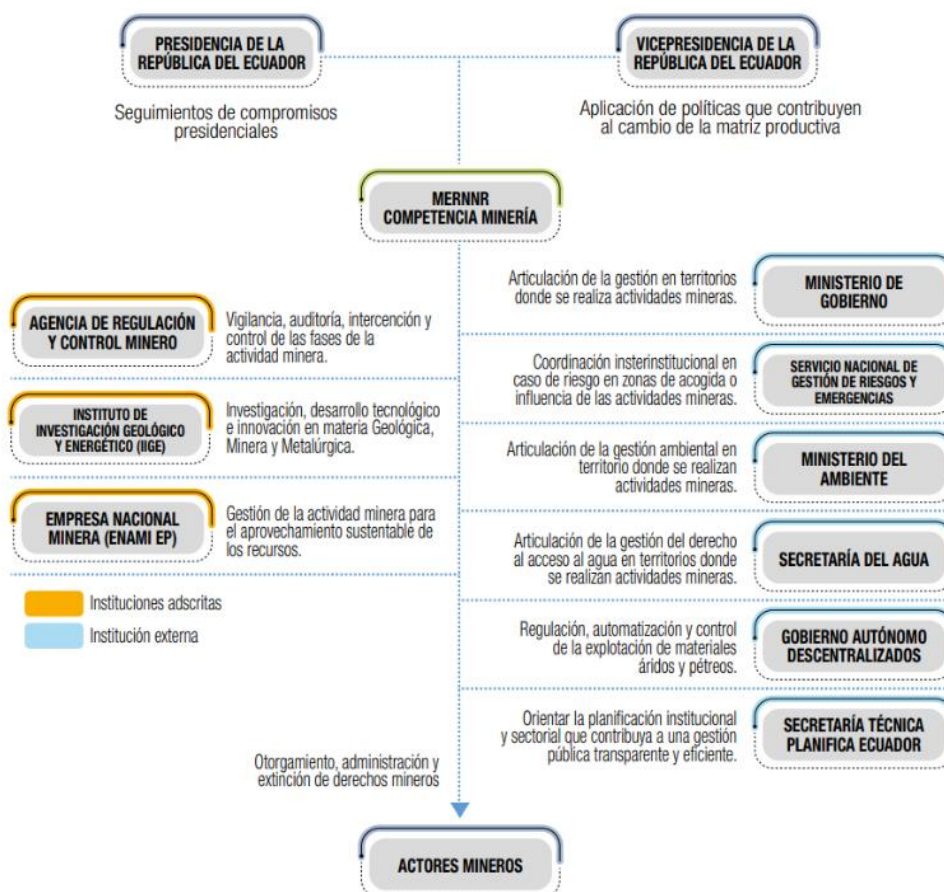 PRESIDENCIA DE LA
REPÚBLICA DEL ECUADOR
Seguimientos de compromisos
presidenciales
VICEPRESIDENCIA DE LA
REPÚBLICA DEL ECUADOR
Aplicación de políticas que contribuyen
al cambio de la matriz productiva
MERNNR
COMPETENCIA MINERÍA
AGENCIA DE REGULACIÓN
Y CONTROL MINERO
Vigilancia, auditoría, intercención y
control de las fases de la
actividad minera.
INSTITUTO DE
INVESTIGACIÓN GEOLÓGICO
Y ENERGÉTICO (IIGE)
Investigación, desarrollo tecnológico
e innovación en materia Geológica,
Minera y Metalúrgica.
EMPRESA NACIONAL
MINERA (ENAMI EP)
Gestión de la actividad minera para
el aprovechamiento sustentable de
los recursos.
Instituciones adscritas
Institución externa
Articulación de la gestión en territorios
donde se realiza actividades mineras.
MINISTERIO DE
GOBIERNO
Coordinación insterinstitucional en
caso de riesgo en zonas de acogida o
influencia de las actividades mineras.
SERVICIO NACIONAL DE
GESTIÓN DE RIESGOS Y
EMERGENCIAS
Articulación de la gestión ambiental en
territorio donde se realizan
actividades mineras.
MINISTERIO DEL
AMBIENTE
Articulación de la gestión del derecho
al acceso al agua en territorios donde
se realizan actividades mineras.
SECRETARÍA DEL AGUA
Regulación, automatización y control
de la explotación de materiales
áridos y pétreos.
GOBIERNO AUTÓNOMO
DESCENTRALIZADOS
Orientar la planificación institucional
y sectorial que contribuya a una gestión
pública transparente y eficiente.
SECRETARÍA TÉCNICA
PLANIFICA ECUADOR
Otorgamiento, administración y
extinción de derechos mineros
ACTORES MINEROS